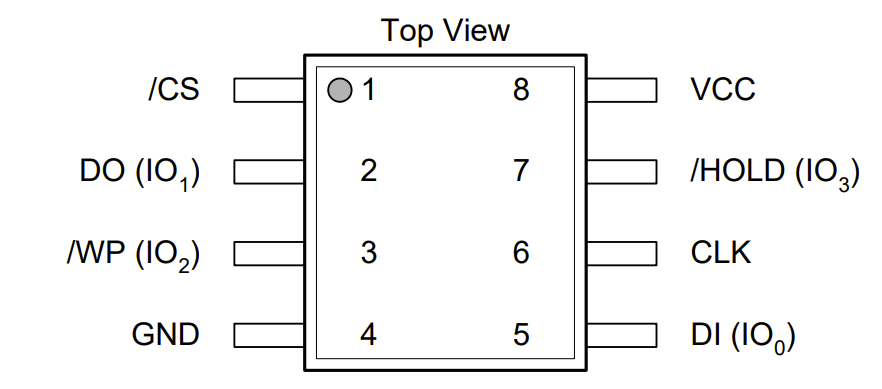 Top View
/CS 1 8 VCC
DO (IO₁) 2 7 /HOLD (IO₃)
/WP (IO₂) 3 6 CLK
GND 4 5 DI (IO₀)